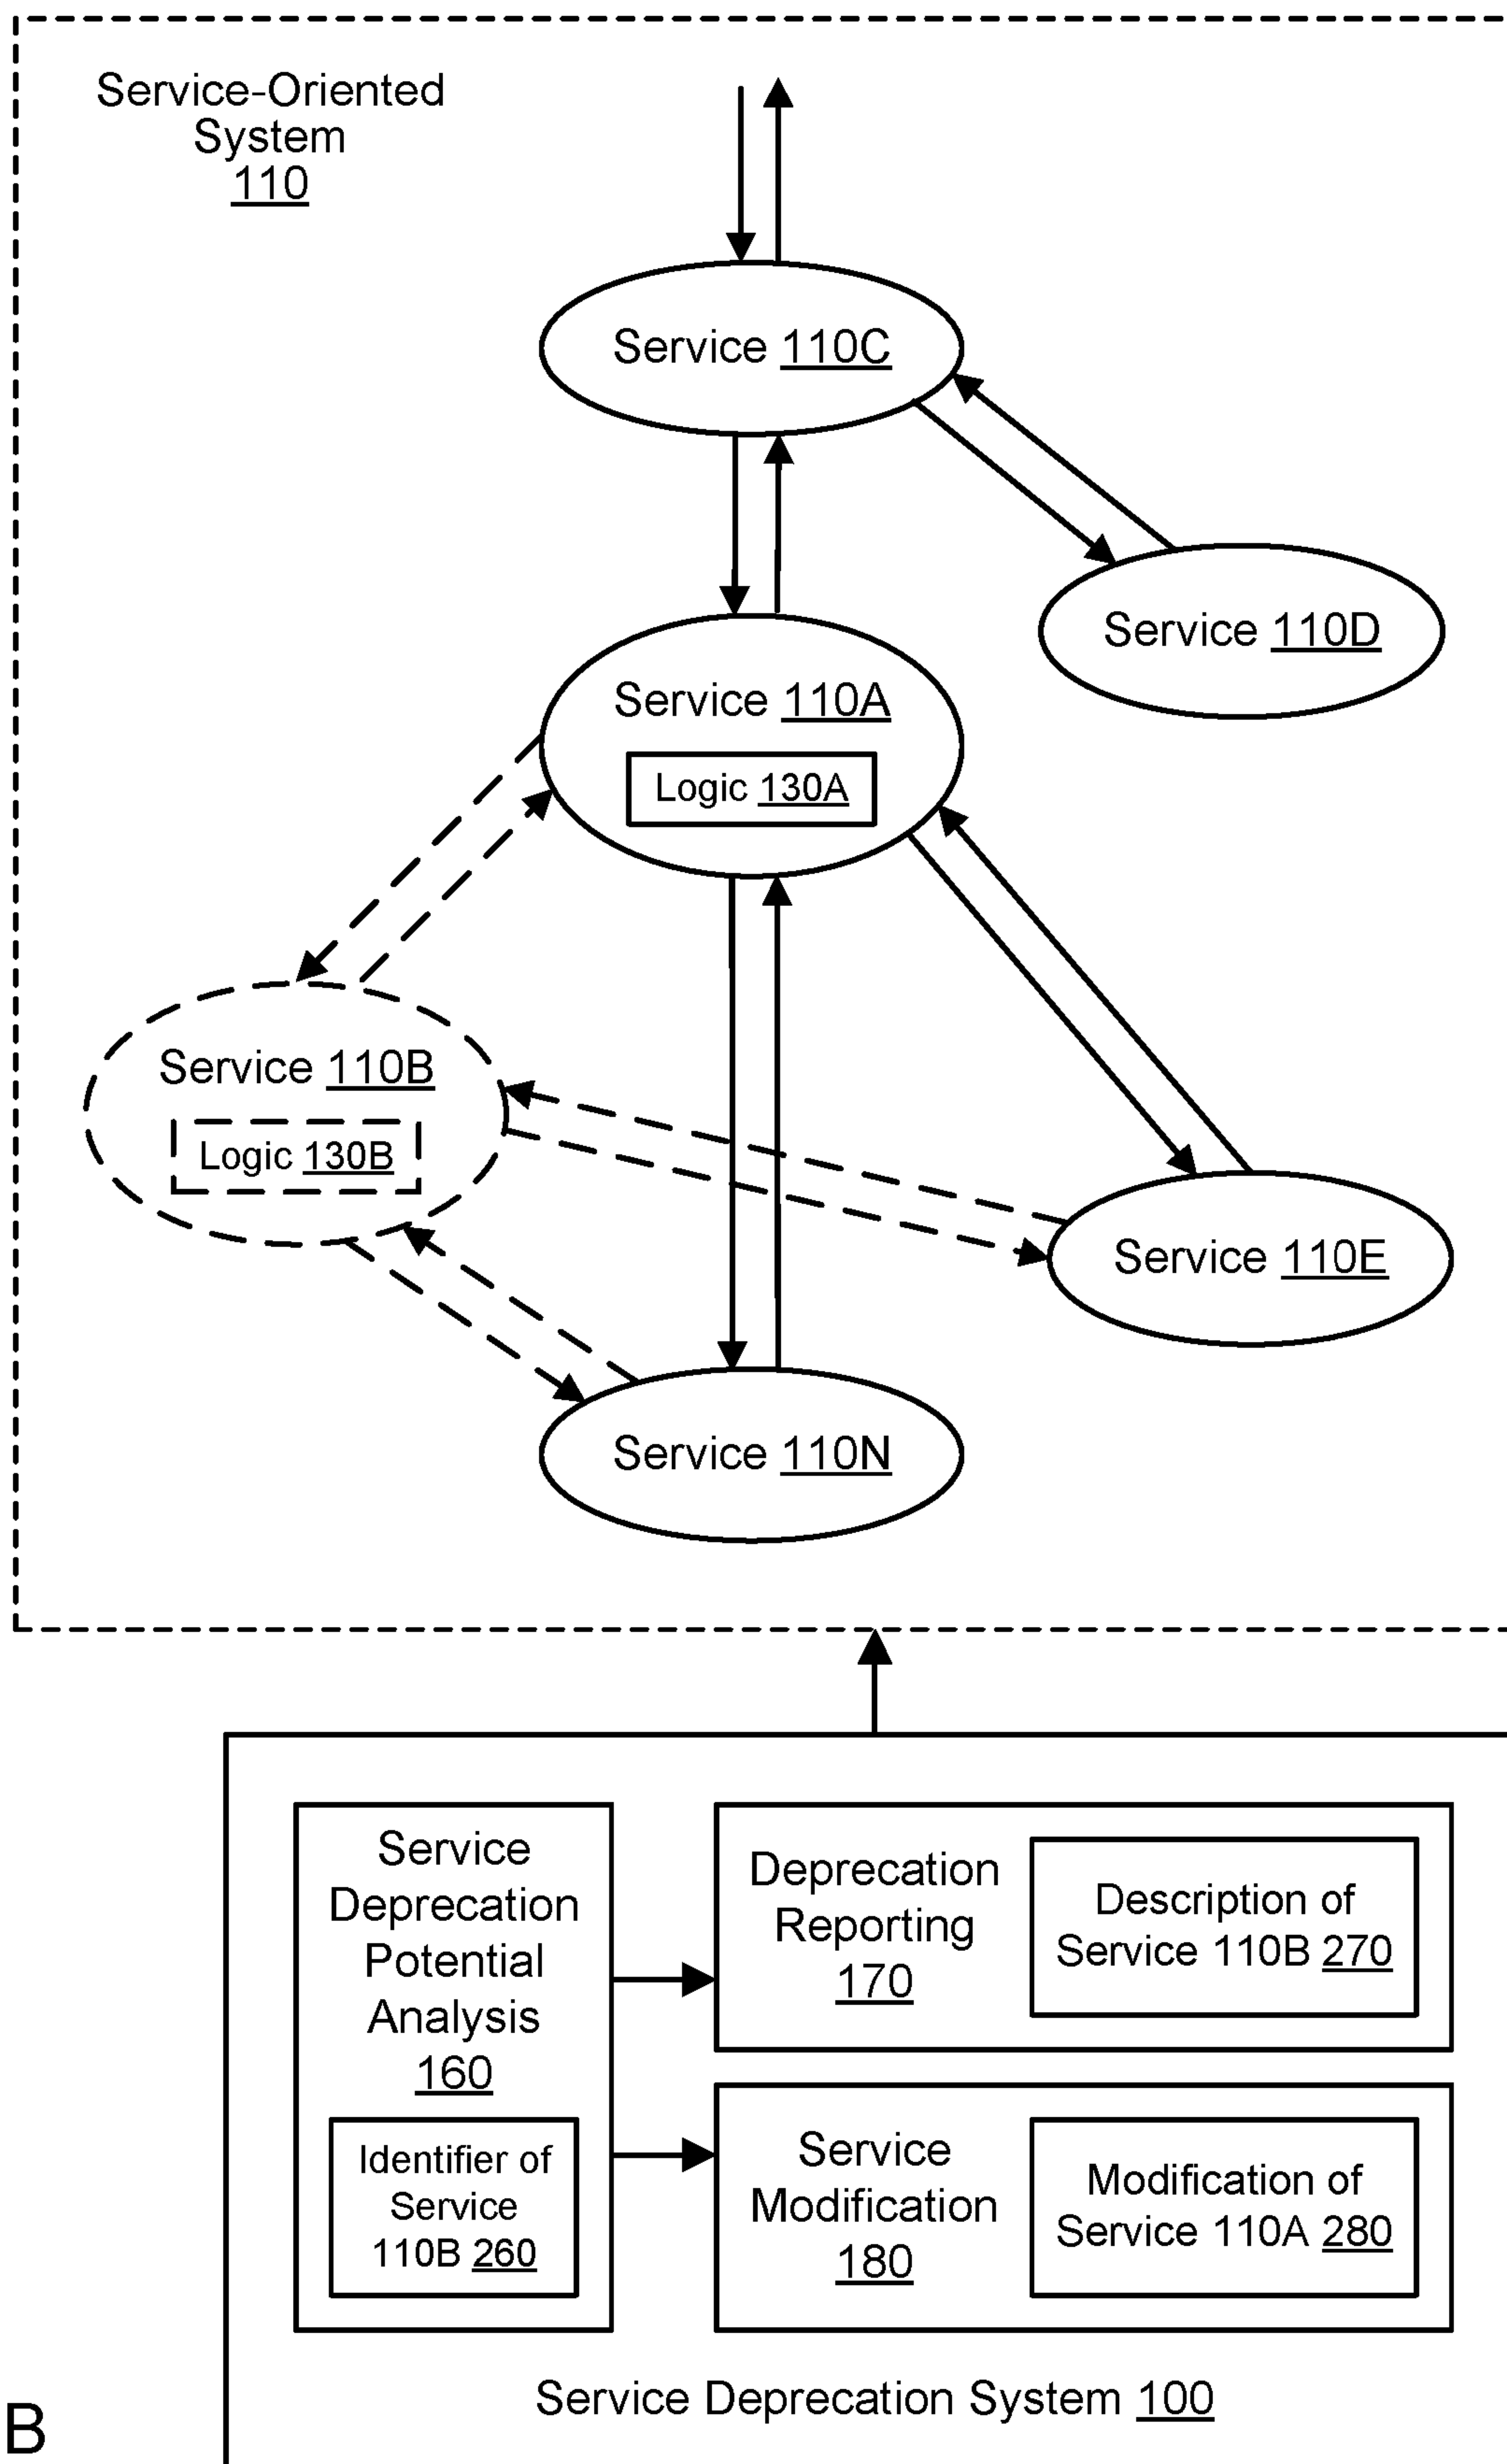 Service-Oriented
System
110
Service 110C
Service 110D
Service 110A
Logic 130A
Service 110B
Logic 130B
Service 110E
Service 110N
Service
Deprecation
Potential
Analysis
160
Identifier of
Service
110B 260
Deprecation
Reporting
170
Description of
Service 110B 270
Service
Modification
180
Modification of
Service 110A 280
Service Deprecation System 100
B